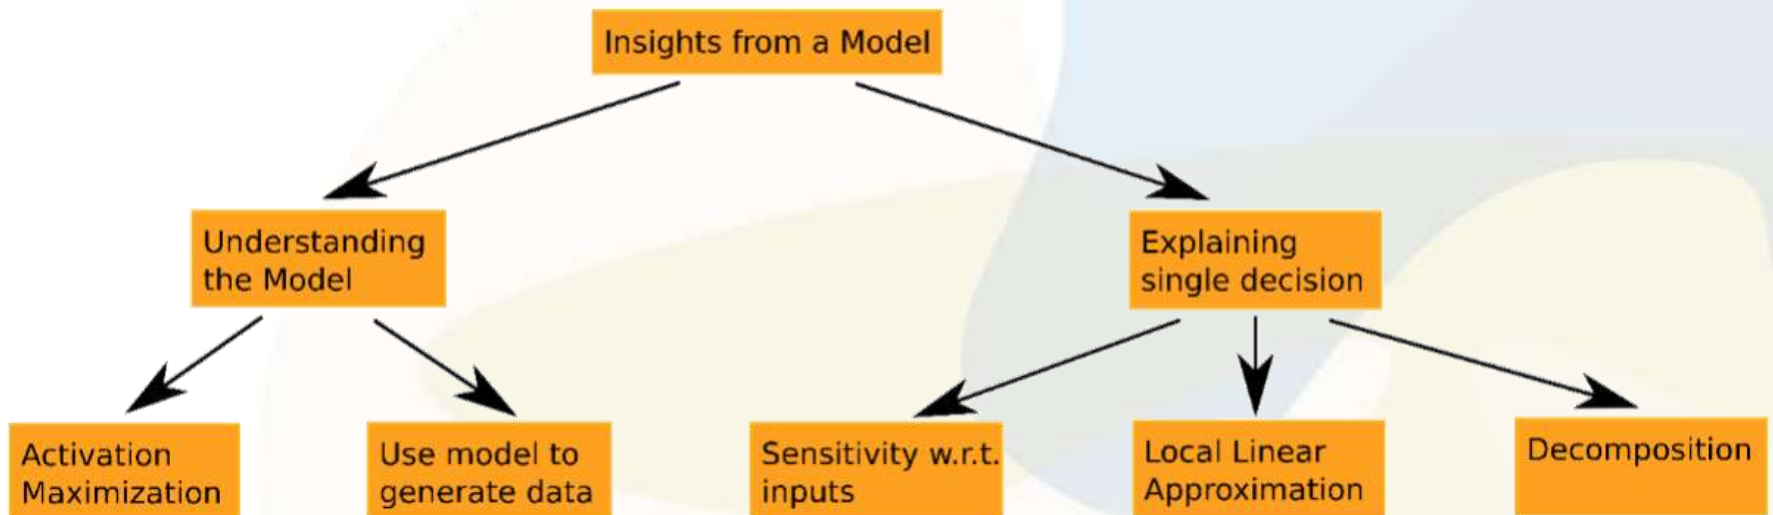 Insights from a Model
Understanding
the Model
Explaining
single decision
Activation
Maximization
Use model to
generate data
Sensitivity w.r.t.
inputs
Local Linear
Approximation
Decomposition